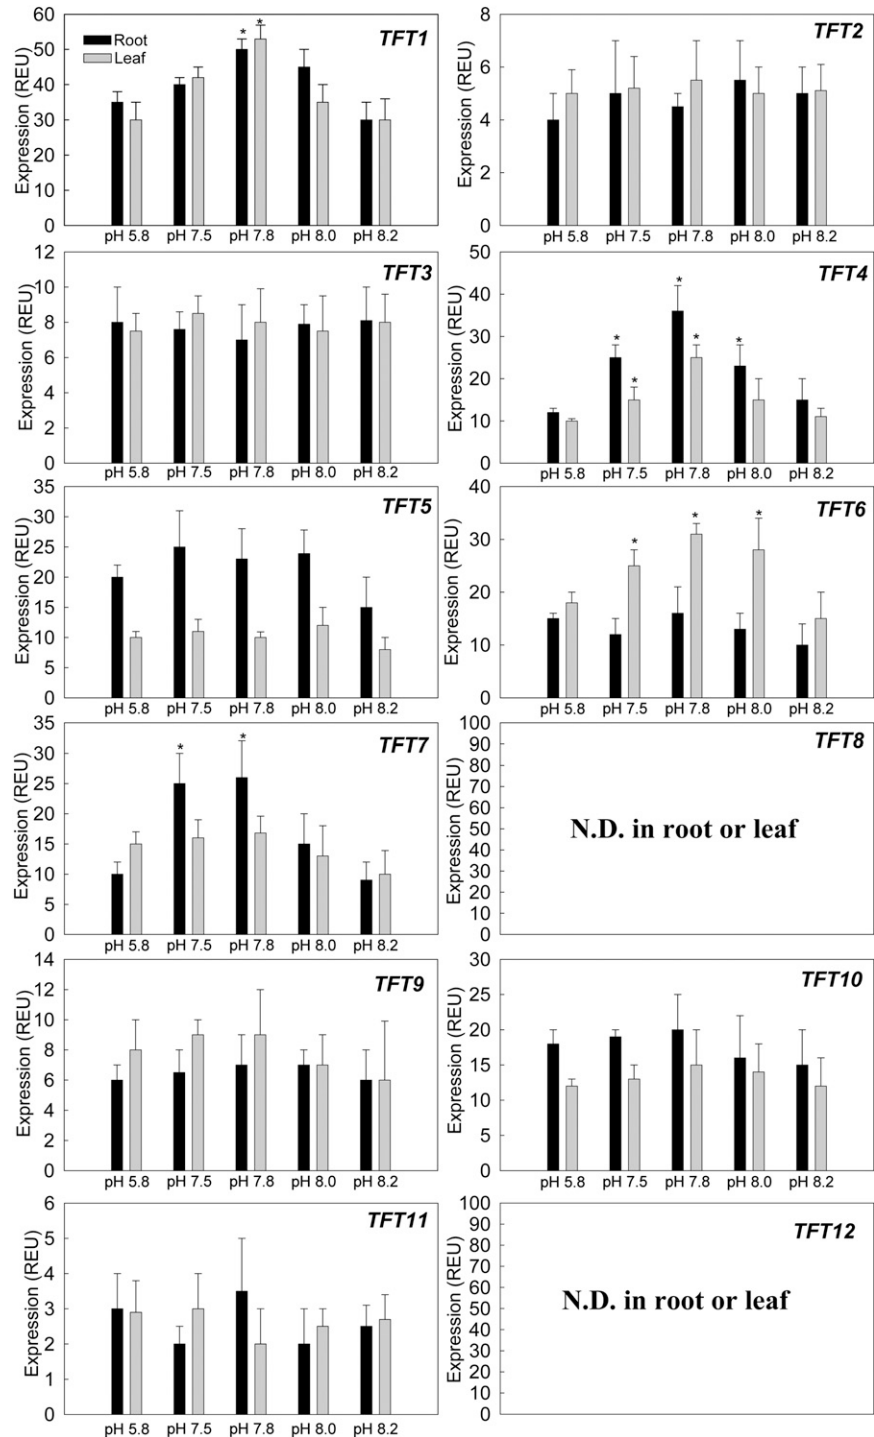 TFT1
Root
Leaf
Expression (REU)
60
50
40
30
20
10
0
* *
pH 5.8 pH 7.5 pH 7.8 pH 8.0 pH 8.2
TFT2
Expression (REU)
8
6
4
2
0
pH 5.8 pH 7.5 pH 7.8 pH 8.0 pH 8.2
TFT3
Expression (REU)
12
10
8
6
4
2
0
pH 5.8 pH 7.5 pH 7.8 pH 8.0 pH 8.2
TFT4
Expression (REU)
50
40
30
20
10
0
* * * * *
pH 5.8 pH 7.5 pH 7.8 pH 8.0 pH 8.2
TFT5
Expression (REU)
35
30
25
20
15
10
5
0
pH 5.8 pH 7.5 pH 7.8 pH 8.0 pH 8.2
TFT6
Expression (REU)
40
30
20
10
0
* * *
pH 5.8 pH 7.5 pH 7.8 pH 8.0 pH 8.2
TFT7
Expression (REU)
35
30
25
20
15
10
5
0
* *
pH 5.8 pH 7.5 pH 7.8 pH 8.0 pH 8.2
TFT8
Expression (REU)
100
90
80
70
60
50
40
30
20
10
0
N.D. in root or leaf
TFT9
Expression (REU)
14
12
10
8
6
4
2
0
pH 5.8 pH 7.5 pH 7.8 pH 8.0 pH 8.2
TFT10
Expression (REU)
30
25
20
15
10
5
0
pH 5.8 pH 7.5 pH 7.8 pH 8.0 pH 8.2
TFT11
Expression (REU)
6
5
4
3
2
1
0
pH 5.8 pH 7.5 pH 7.8 pH 8.0 pH 8.2
TFT12
Expression (REU)
100
90
80
70
60
50
40
30
20
10
0
N.D. in root or leaf